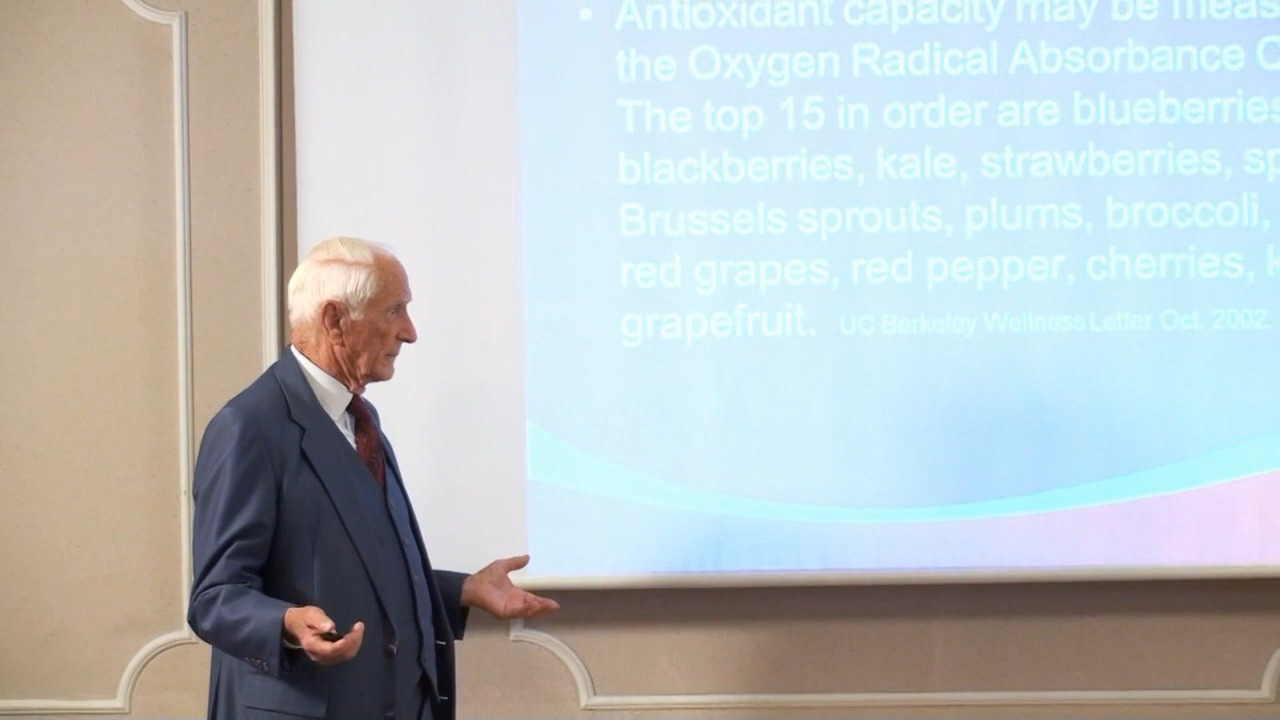 • Antioxidant capacity may be meas
the Oxygen Radical Absorbance C
The top 15 in order are blueberries
blackberries, kale, strawberries, sp
Brussels sprouts, plums, broccoli,
red grapes, red pepper, cherries, k
grapefruit. UC Berkeley Wellness Letter Oct. 2002.